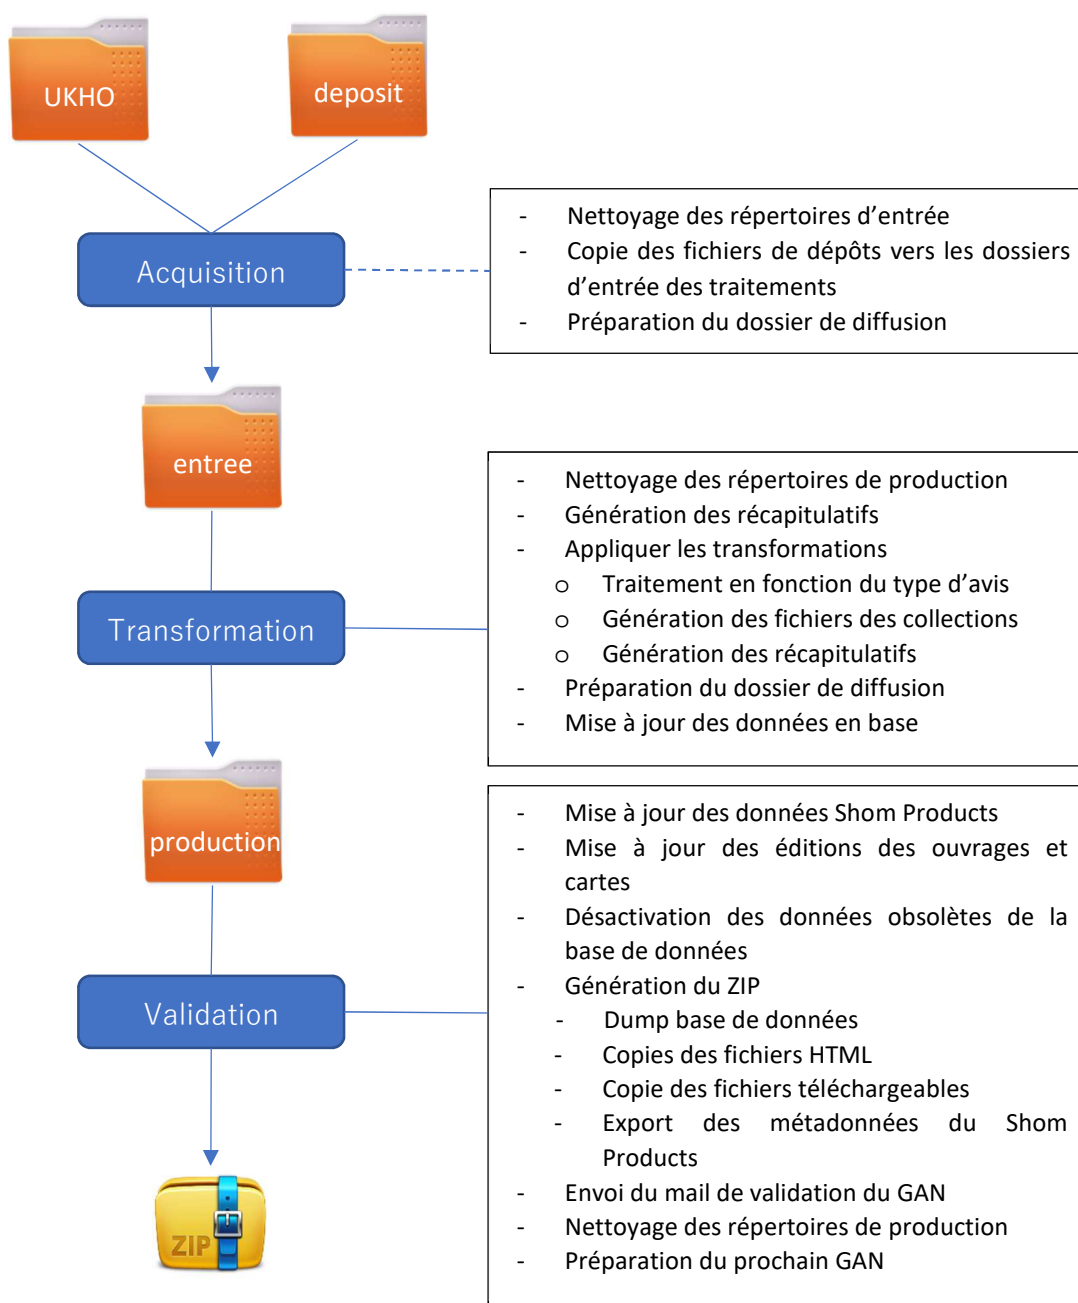 UKHO
deposit
Acquisition
- Nettoyage des répertoires d’entrée
- Copie des fichiers de dépôts vers les dossiers
d’entrée des traitements
- Préparation du dossier de diffusion
entree
Transformation
- Nettoyage des répertoires de production
- Génération des récapitulatifs
- Appliquer les transformations
o Traitement en fonction du type d’avis
o Génération des fichiers des collections
o Génération des récapitulatifs
- Préparation du dossier de diffusion
- Mise à jour des données en base
production
Validation
- Mise à jour des données Shom Products
- Mise à jour des éditions des ouvrages et
cartes
- Désactivation des données obsolètes de la
base de données
- Génération du ZIP
- Dump base de données
- Copies des fichiers HTML
- Copie des fichiers téléchargeables
- Export des métadonnées du Shom
Products
- Envoi du mail de validation du GAN
- Nettoyage des répertoires de production
- Préparation du prochain GAN
ZIP